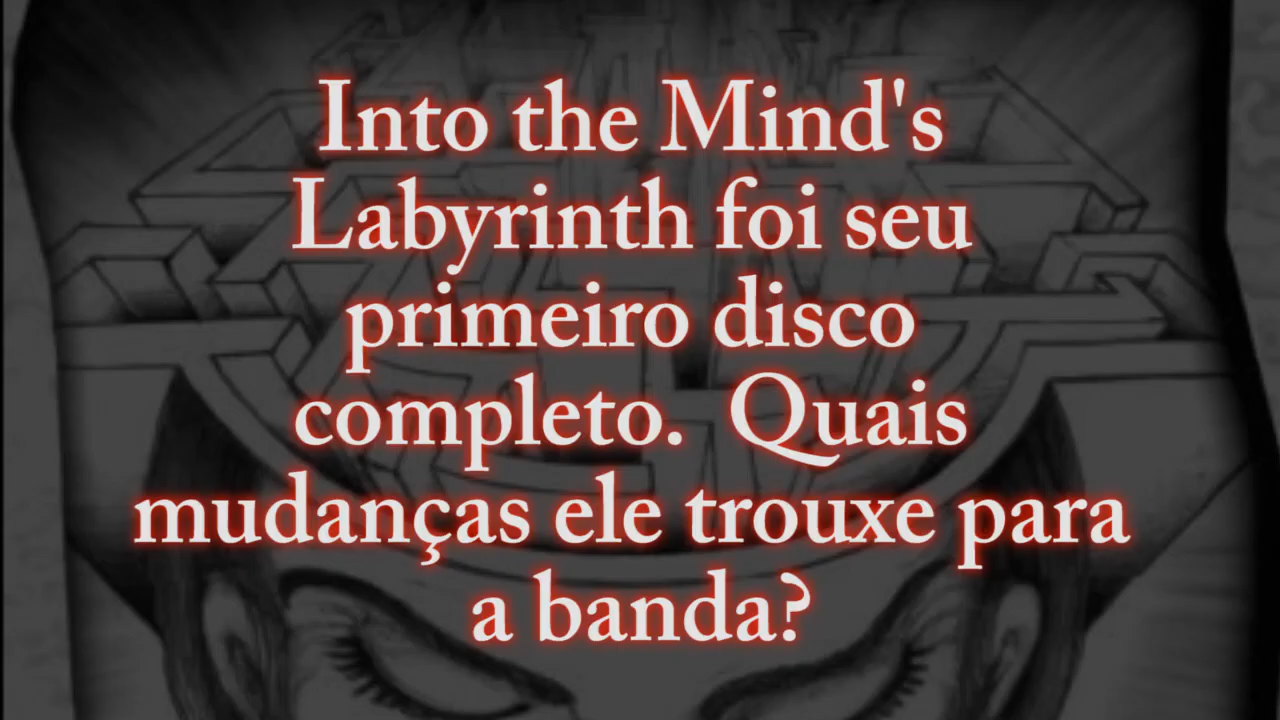 Into the Mind's
Labyrinth foi seu
primeiro disco
completo.  Quais
mudanças ele trouxe para
a banda?